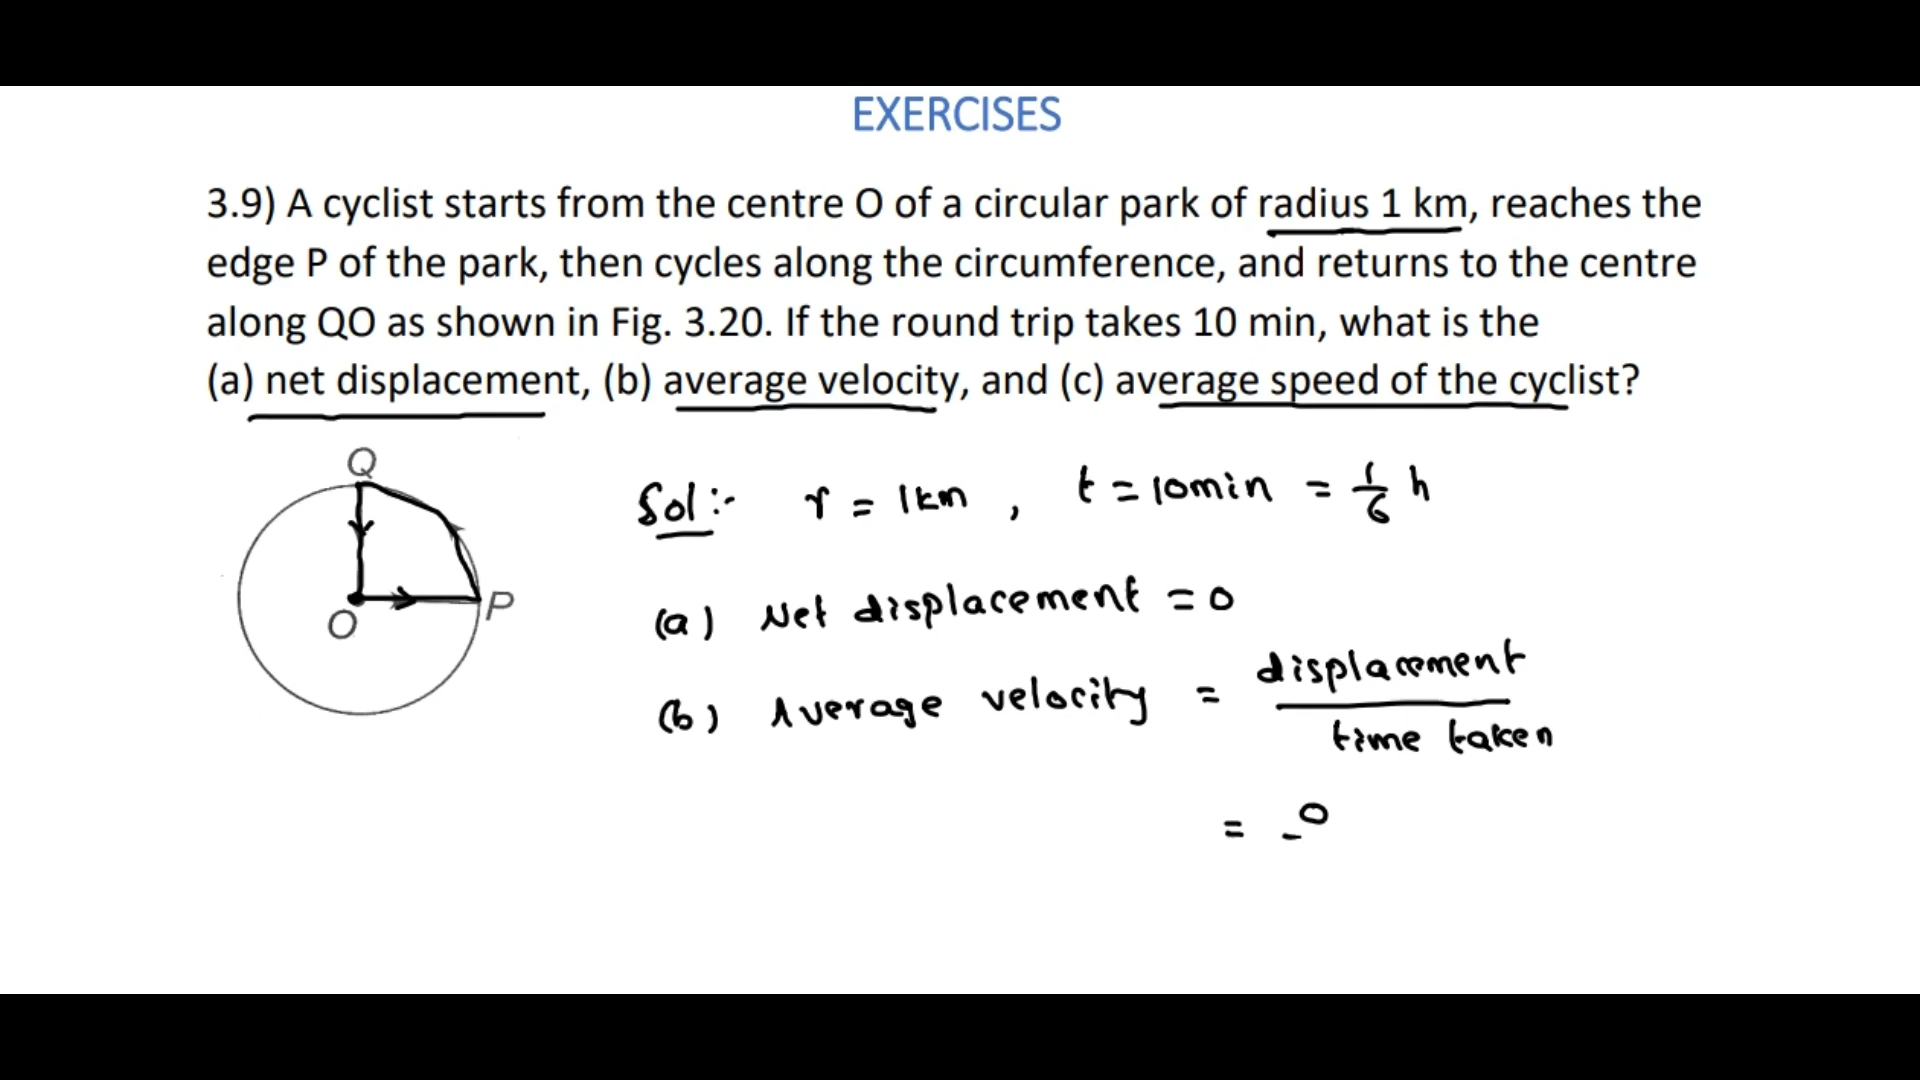 EXERCISES
3.9) A cyclist starts from the centre O of a circular park of radius 1 km, reaches the
edge P of the park, then cycles along the circumference, and returns to the centre
along QO as shown in Fig. 3.20. If the round trip takes 10 min, what is the
(a) net displacement, (b) average velocity, and (c) average speed of the cyclist?
Q
O
P
Sol :- r = 1km , t = 10min = 1/6 h
(a) Net displacement = 0
(b) Average velocity = displacement
time taken
= 0